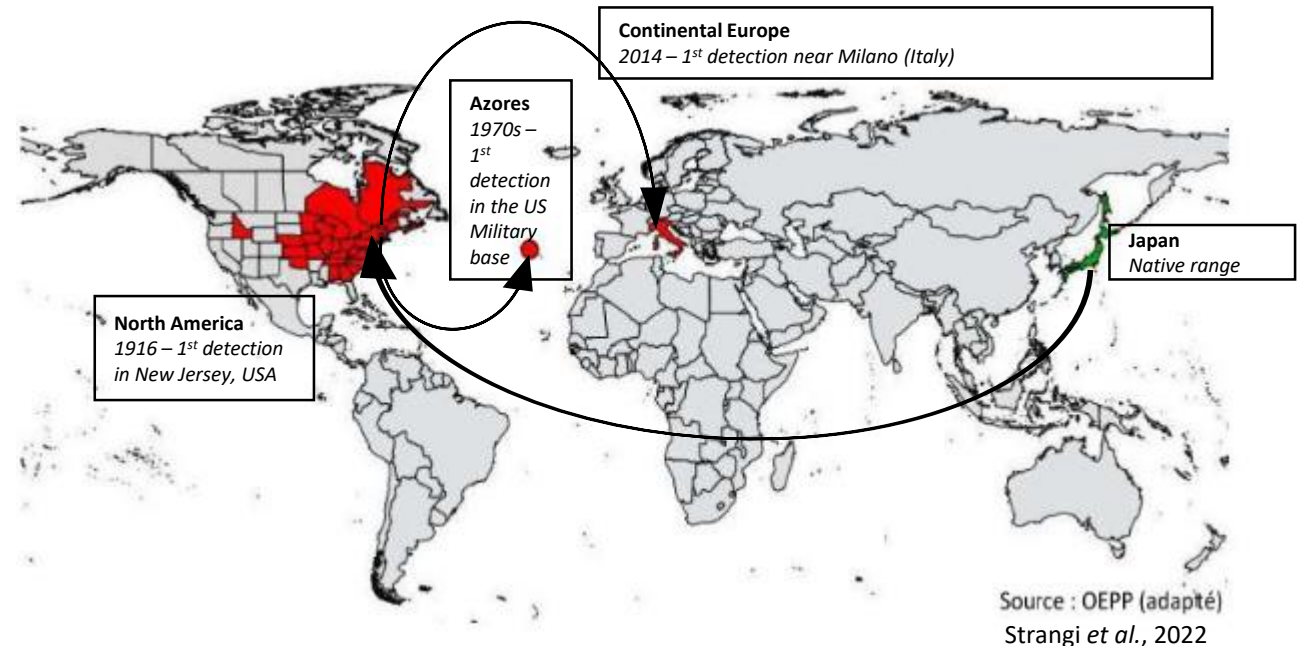 Continental Europe
2014 – 1st detection near Milano (Italy)
Azores
1970s –
1st
detection
in the US
Military
base
Japan
Native range
North America
1916 – 1st detection
in New Jersey, USA
Source : OEPP (adapté)
Strangi et al., 2022